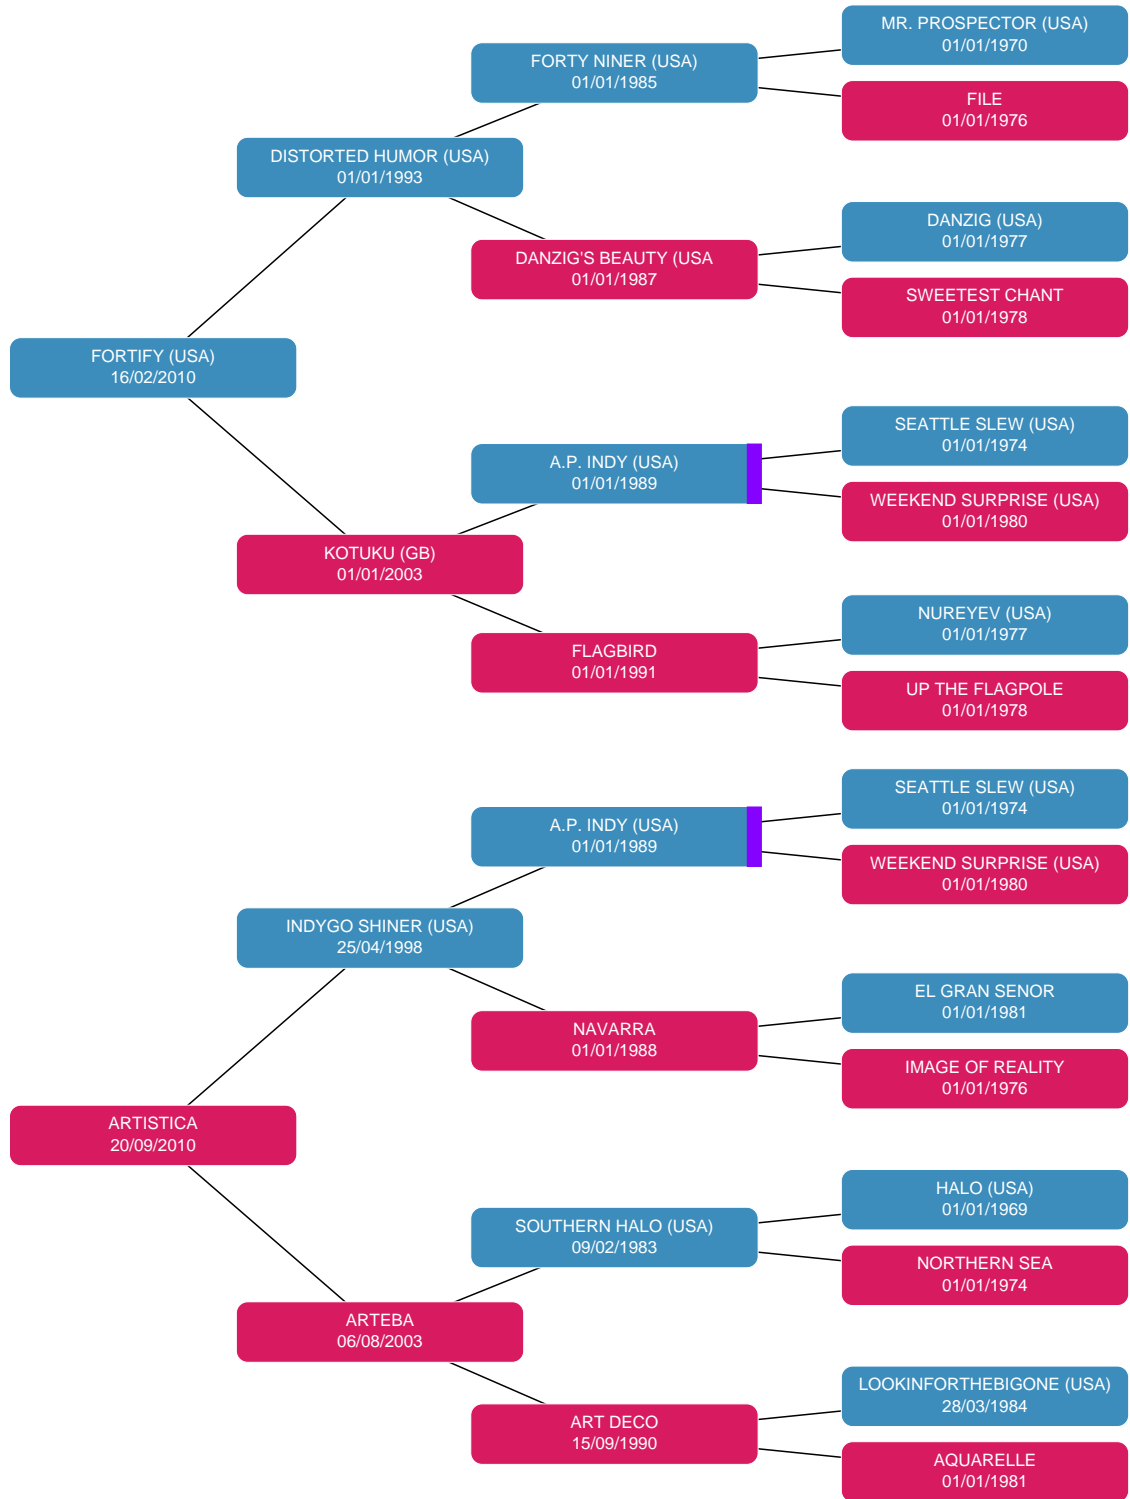 MR. PROSPECTOR (USA)
01/01/1970
FORTY NINER (USA)
01/01/1985
FILE
01/01/1976
DISTORTED HUMOR (USA)
01/01/1993
DANZIG (USA)
01/01/1977
DANZIG'S BEAUTY (USA
01/01/1987
SWEETEST CHANT
01/01/1978
FORTIFY (USA)
16/02/2010
SEATTLE SLEW (USA)
01/01/1974
A.P. INDY (USA)
01/01/1989
WEEKEND SURPRISE (USA)
01/01/1980
KOTUKU (GB)
01/01/2003
NUREYEV (USA)
01/01/1977
FLAGBIRD
01/01/1991
UP THE FLAGPOLE
01/01/1978
SEATTLE SLEW (USA)
01/01/1974
A.P. INDY (USA)
01/01/1989
WEEKEND SURPRISE (USA)
01/01/1980
INDYGO SHINER (USA)
25/04/1998
EL GRAN SENOR
01/01/1981
NAVARRA
01/01/1988
IMAGE OF REALITY
01/01/1976
ARTISTICA
20/09/2010
HALO (USA)
01/01/1969
SOUTHERN HALO (USA)
09/02/1983
NORTHERN SEA
01/01/1974
ARTEBA
06/08/2003
LOOKINFORTHEBIGONE (USA)
28/03/1984
ART DECO
15/09/1990
AQUARELLE
01/01/1981